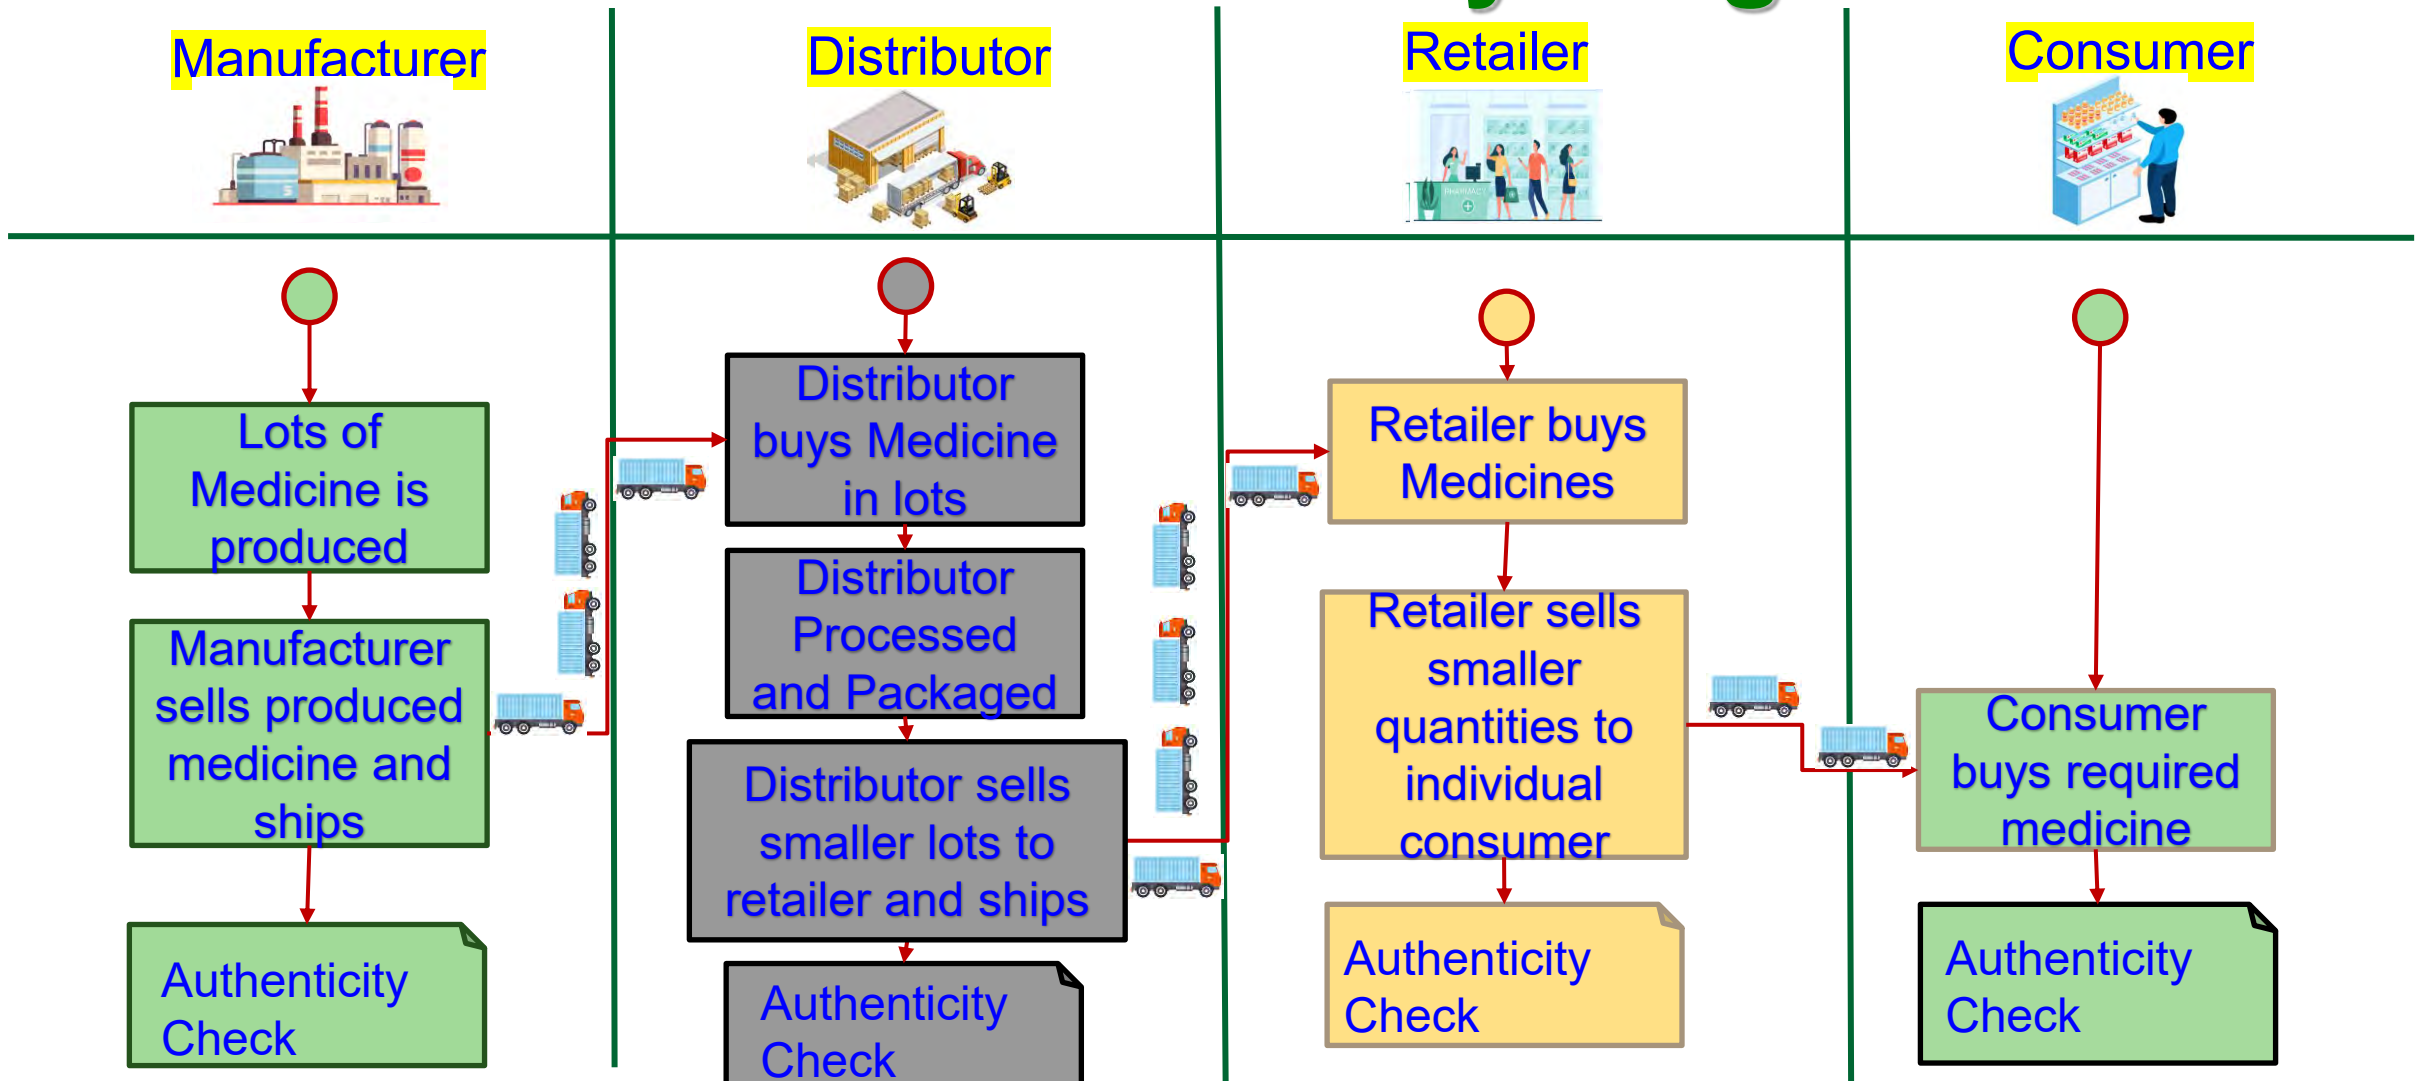 Manufacturer
Distributor
Retailer
Consumer
PHARMACY
Lots of
Medicine is
produced
Manufacturer
sells produced
medicine and
ships
Authenticity
Check
Distributor
buys Medicine
in lots
Distributor
Processed
and Packaged
Distributor sells
smaller lots to
retailer and ships
Authenticity
Check
Retailer buys
Medicines
Retailer sells
smaller
quantities to
individual
consumer
Authenticity
Check
Consumer
buys required
medicine
Authenticity
Check